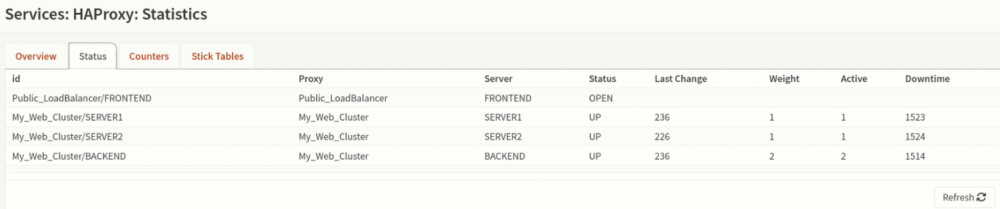 Services: HAProxy: Statistics
Overview Status Counters Stick Tables
id Proxy Server Status Last Change Weight Active Downtime
Public_LoadBalancer/FRONTEND Public_LoadBalancer FRONTEND OPEN
My_Web_Cluster/SERVER1 My_Web_Cluster SERVER1 UP 236 1 1 1523
My_Web_Cluster/SERVER2 My_Web_Cluster SERVER2 UP 226 1 1 1524
My_Web_Cluster/BACKEND My_Web_Cluster BACKEND UP 236 2 2 1514
Refresh